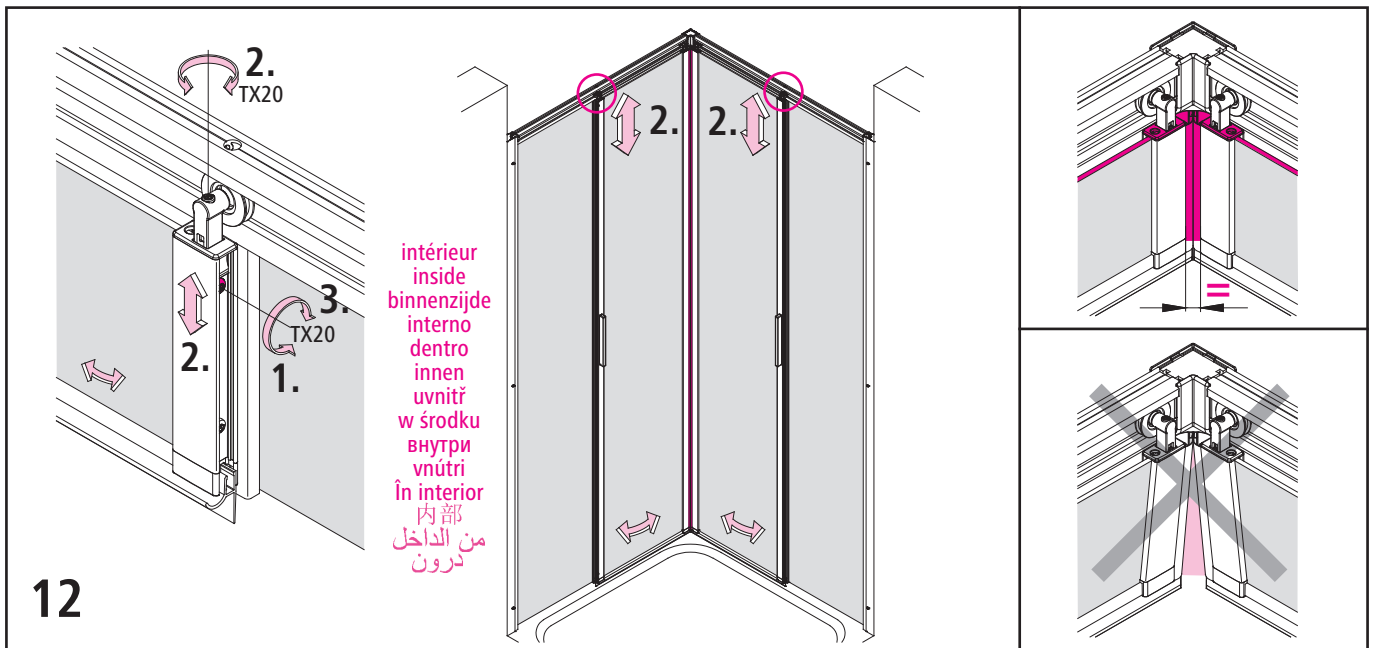 2.
TX20
3.
TX20
2.
1.
intérieur
inside
binnenzijde
interno
dentro
innen
uvnitř
w środku
внутри
vnútri
În interior
内部
من الداخل
درون
2.
2.
=
12